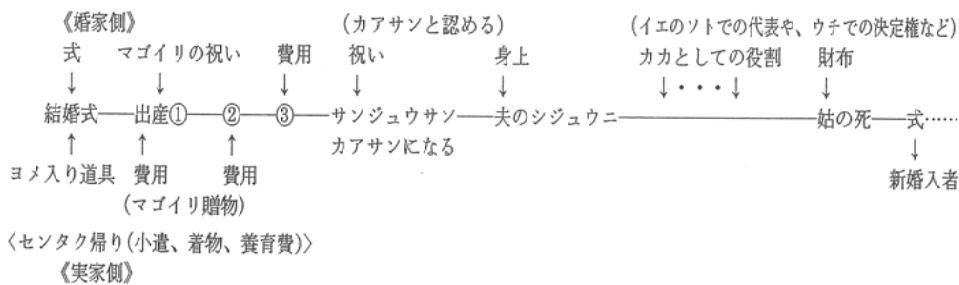 《婚家側》 (カアサンと認める) (イエのソトでの代表や、ウチでの決定権など)
式 マゴイリの祝い 費用 祝い 身上 カカとしての役割 財布
↓ ↓ ↓ ↓ ↓ ↓・・・↓ ↓
結婚式――出産①――②――③――サンジュウサン――夫のシジュウニ――――――姑の死――式……
↑ ↑ ↑ カアサンになる ↓
ヨメ入り道具 費用 費用 新婚入者
(マゴイリ贈物)
〈センタク帰り(小遣、着物、養育費)〉
《実家側》